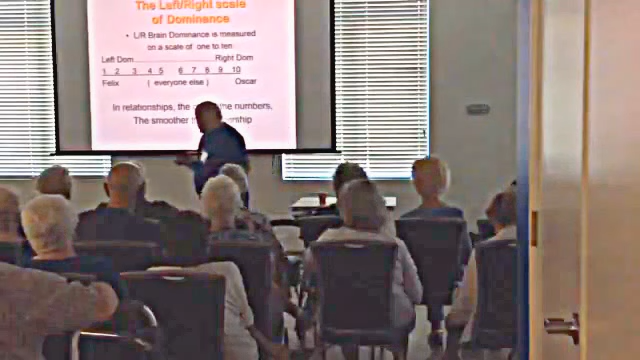 The Left/Right scale
of Dominance
• L/R Brain Dominance is measured
on a scale of one to ten
Left Dom Right Dom
1 2 3 4 5 6 7 8 9 10
Felix ( everyone else ) Oscar
In relationships, the numbers,
The smoother